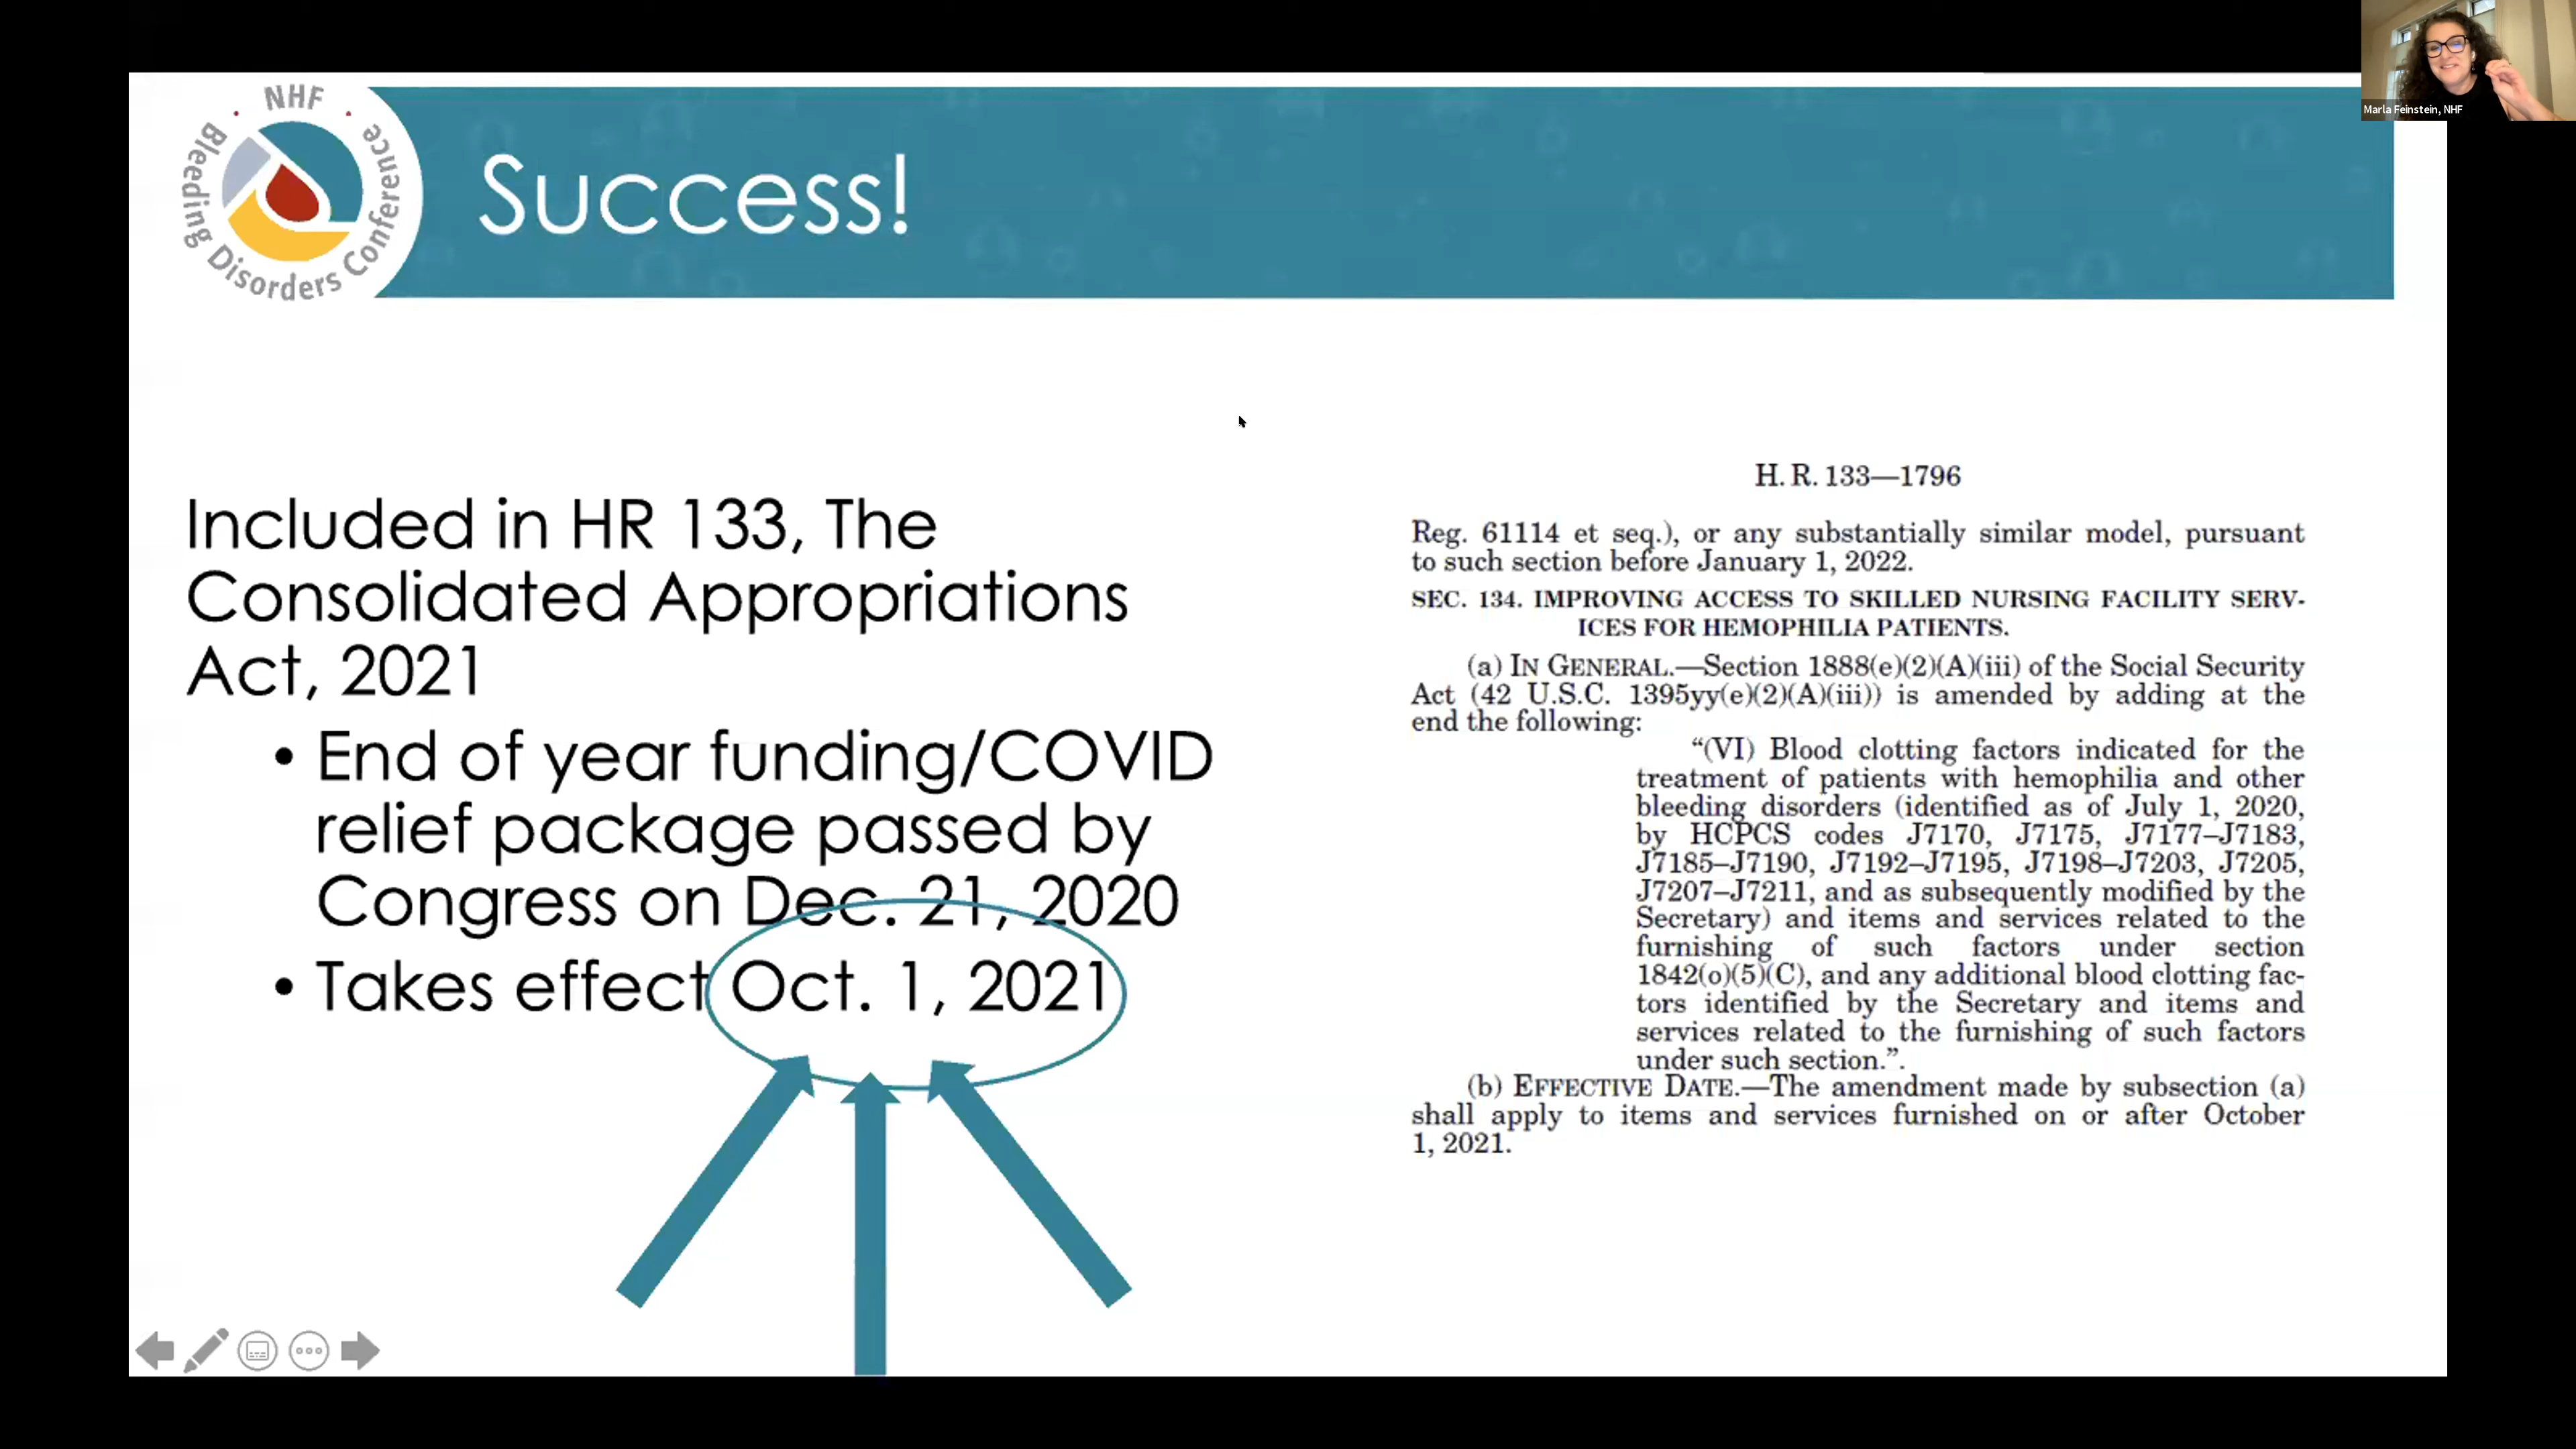 NHF
Bleeding Disorders Conference
Success!
Marla Feinstein, NHF
Included in HR 133, The
Consolidated Appropriations
Act, 2021
• End of year funding/COVID
relief package passed by
Congress on Dec. 21, 2020
• Takes effect Oct. 1, 2021
H. R. 133—1796
Reg. 61114 et seq.), or any substantially similar model, pursuant
to such section before January 1, 2022.
SEC. 134. IMPROVING ACCESS TO SKILLED NURSING FACILITY SERV-
ICES FOR HEMOPHILIA PATIENTS.
(a) IN GENERAL.—Section 1888(e)(2)(A)(iii) of the Social Security
Act (42 U.S.C. 1395yy(e)(2)(A)(iii)) is amended by adding at the
end the following:
“(VI) Blood clotting factors indicated for the
treatment of patients with hemophilia and other
bleeding disorders (identified as of July 1, 2020,
by HCPCS codes J7170, J7175, J7177–J7183,
J7185–J7190, J7192–J7195, J7198–J7203, J7205,
J7207–J7211, and as subsequently modified by the
Secretary) and items and services related to the
furnishing of such factors under section
1842(o)(5)(C), and any additional blood clotting fac-
tors identified by the Secretary and items and
services related to the furnishing of such factors
under such section.”.
(b) EFFECTIVE DATE.—The amendment made by subsection (a)
shall apply to items and services furnished on or after October
1, 2021.